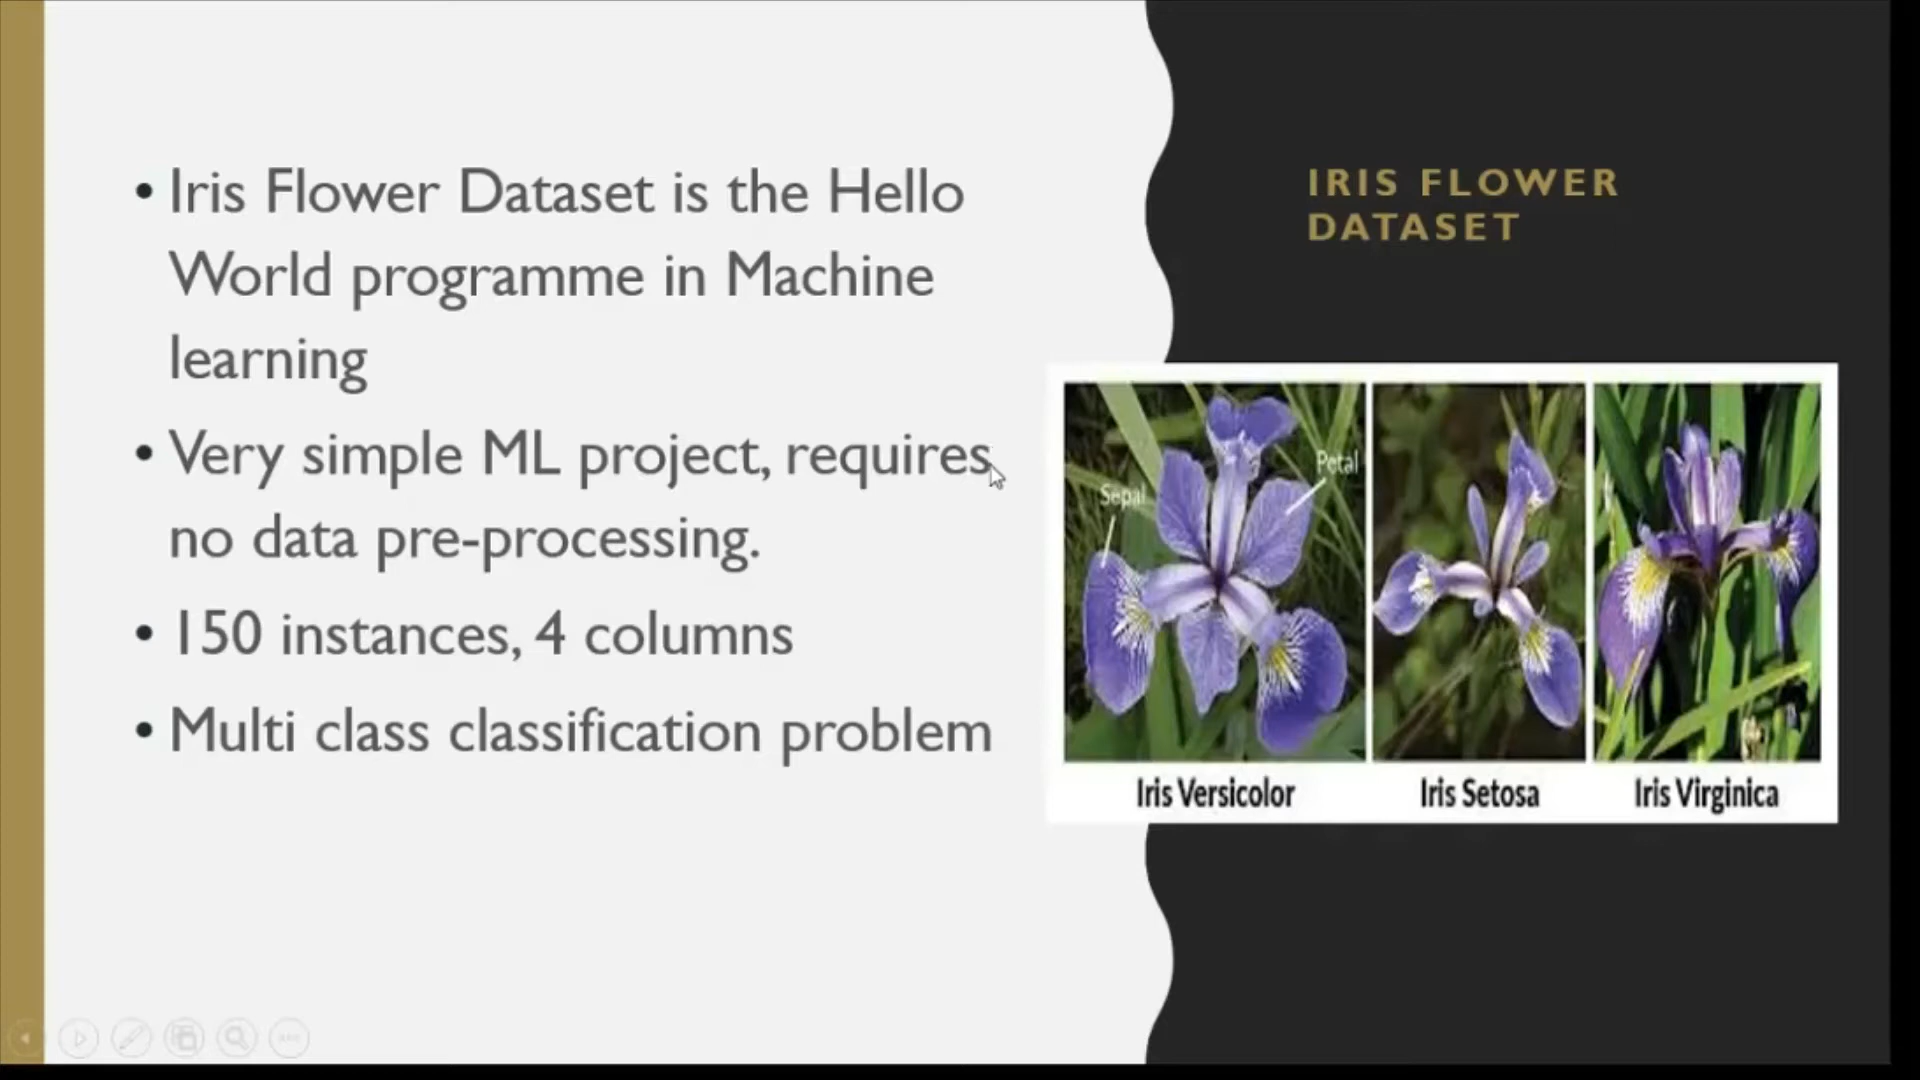 • Iris Flower Dataset is the Hello
World programme in Machine
learning
• Very simple ML project, requires
no data pre-processing.
• 150 instances, 4 columns
• Multi class classification problem
IRIS FLOWER
DATASET
Petal
Sepal
Iris Versicolor
Iris Setosa
Iris Virginica